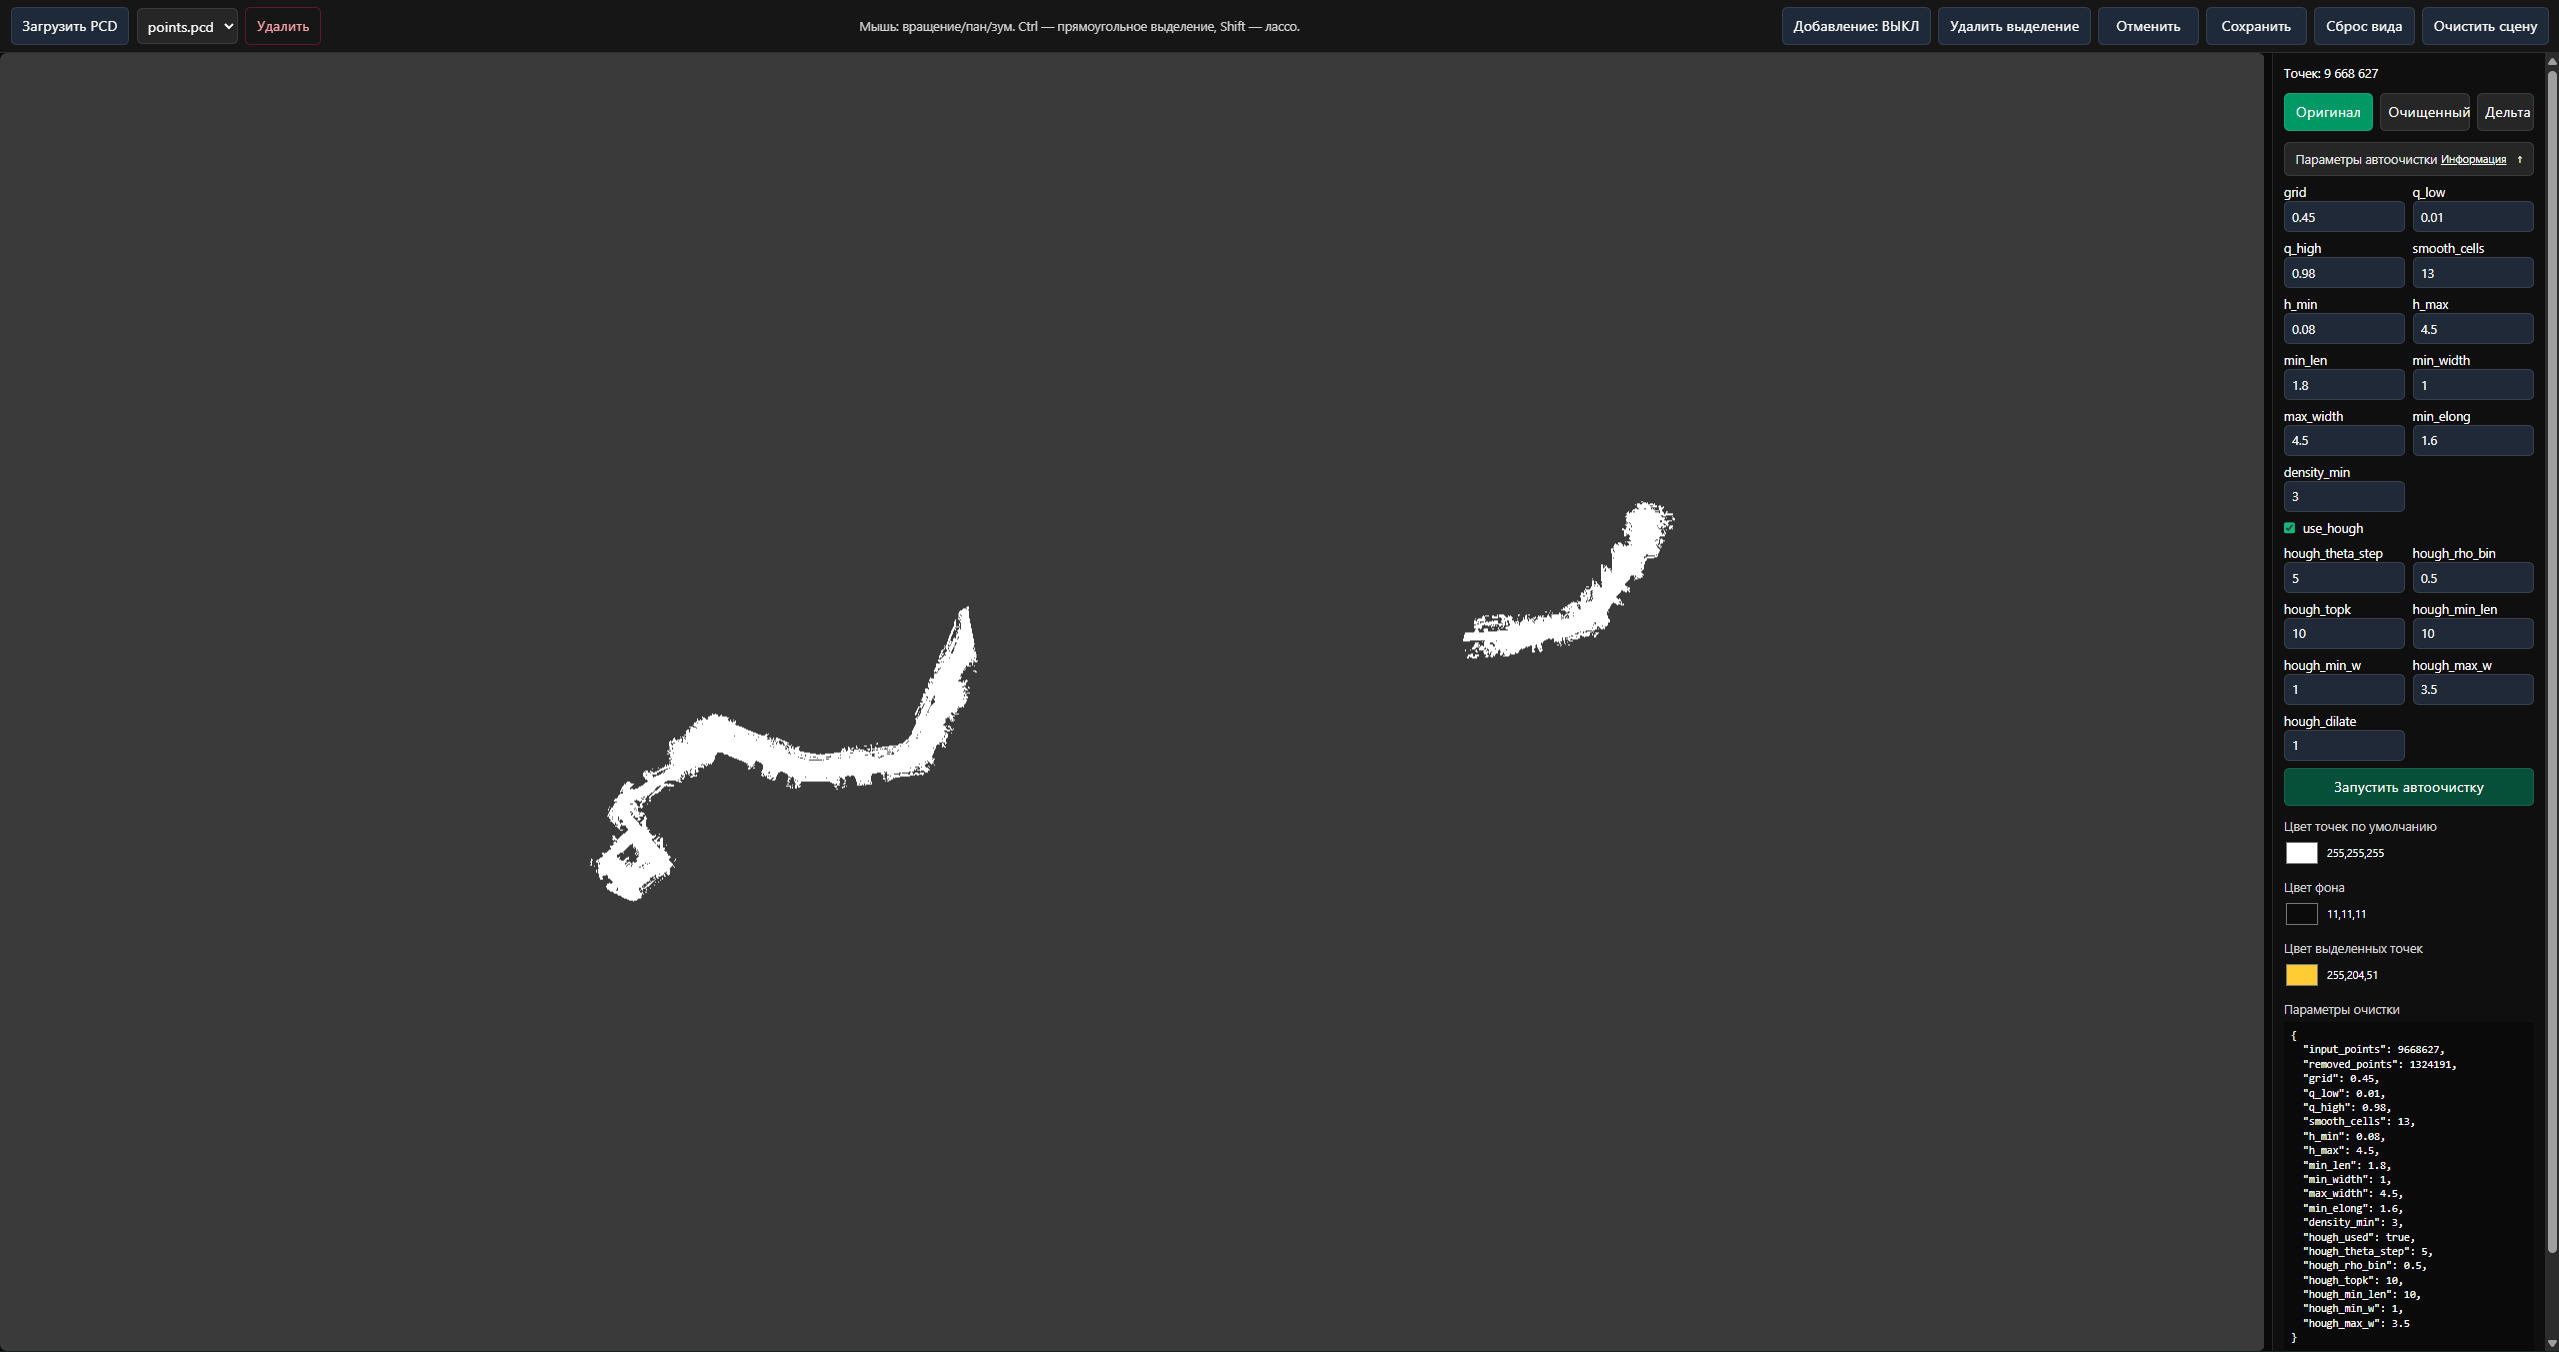 Загрузить PCD
points.pcd
Удалить
Мышь: вращение/пан/зум. Ctrl — прямоугольное выделение, Shift — лассо.
Добавление: ВЫКЛ
Удалить выделение
Отменить
Сохранить
Сброс вида
Очистить сцену
Точек: 9 668 627
Оригинал
Очищенный
Дельта
Параметры автоочистки Информация ↑
grid q_low
0.45 0.01
q_high smooth_cells
0.98 13
h_min h_max
0.08 4.5
min_len min_width
1.8 1
max_width min_elong
4.5 1.6
density_min
3
use_hough
hough_theta_step hough_rho_bin
5 0.5
hough_topk hough_min_len
10 10
hough_min_w hough_max_w
1 3.5
hough_dilate
1
Запустить автоочистку
Цвет точек по умолчанию
255,255,255
Цвет фона
11,11,11
Цвет выделенных точек
255,204,51
Параметры очистки
{
"input_points": 9668627,
"removed_points": 1324191,
"grid": 0.45,
"q_low": 0.01,
"q_high": 0.98,
"smooth_cells": 13,
"h_min": 0.08,
"h_max": 4.5,
"min_len": 1.8,
"min_width": 1,
"max_width": 4.5,
"min_elong": 1.6,
"density_min": 3,
"hough_used": true,
"hough_theta_step": 5,
"hough_rho_bin": 0.5,
"hough_topk": 10,
"hough_min_len": 10,
"hough_min_w": 1,
"hough_max_w": 3.5
}